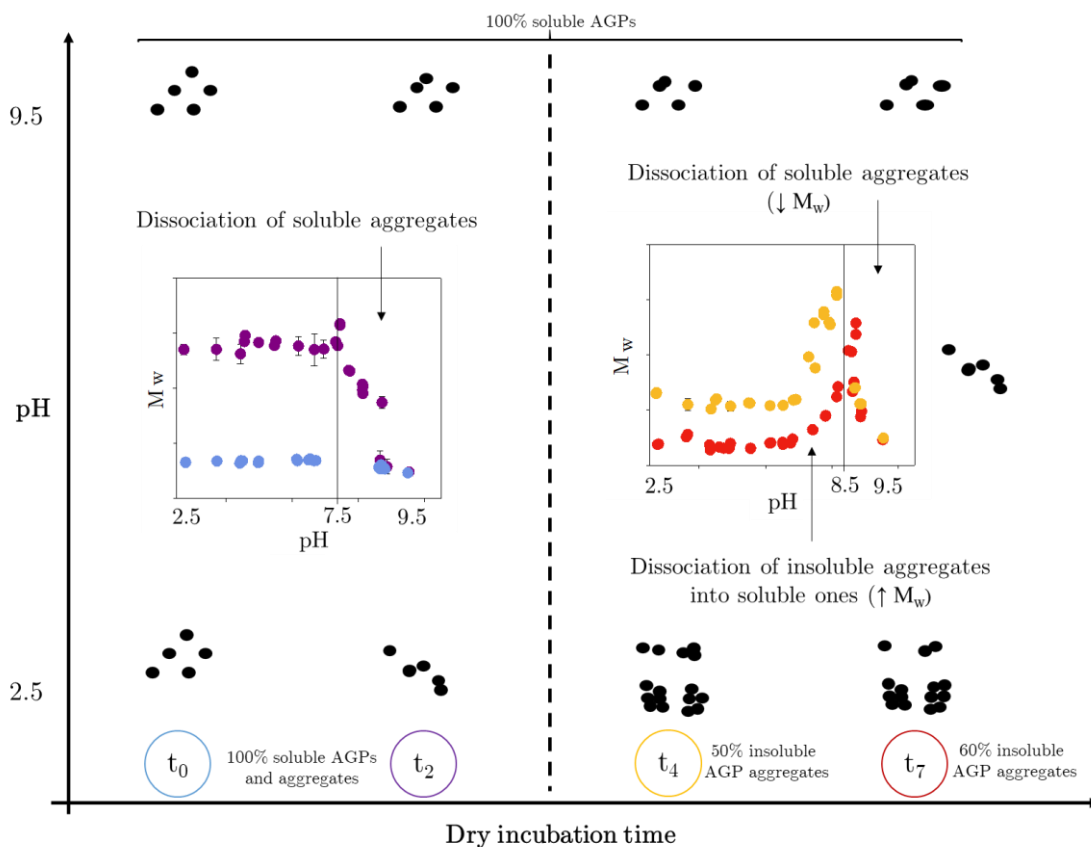 100% soluble AGPs
9.5
Dissociation of soluble aggregates
(↓ Mw)
Dissociation of soluble aggregates
Mw
2.5
7.5
9.5
pH
Mw
2.5
8.5
9.5
pH
pH
Dissociation of insoluble aggregates
into soluble ones (↑ Mw)
2.5
t0
100% soluble AGPs
and aggregates
t2
t4
50% insoluble
AGP aggregates
t7
60% insoluble
AGP aggregates
Dry incubation time